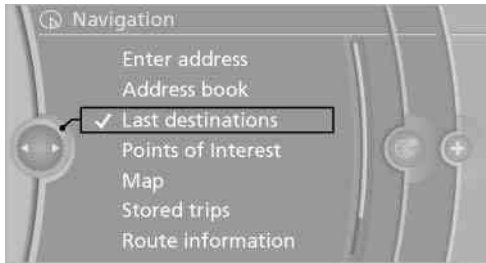 Navigation
Enter address
Address book
Last destinations
Points of Interest
Map
Stored trips
Route information